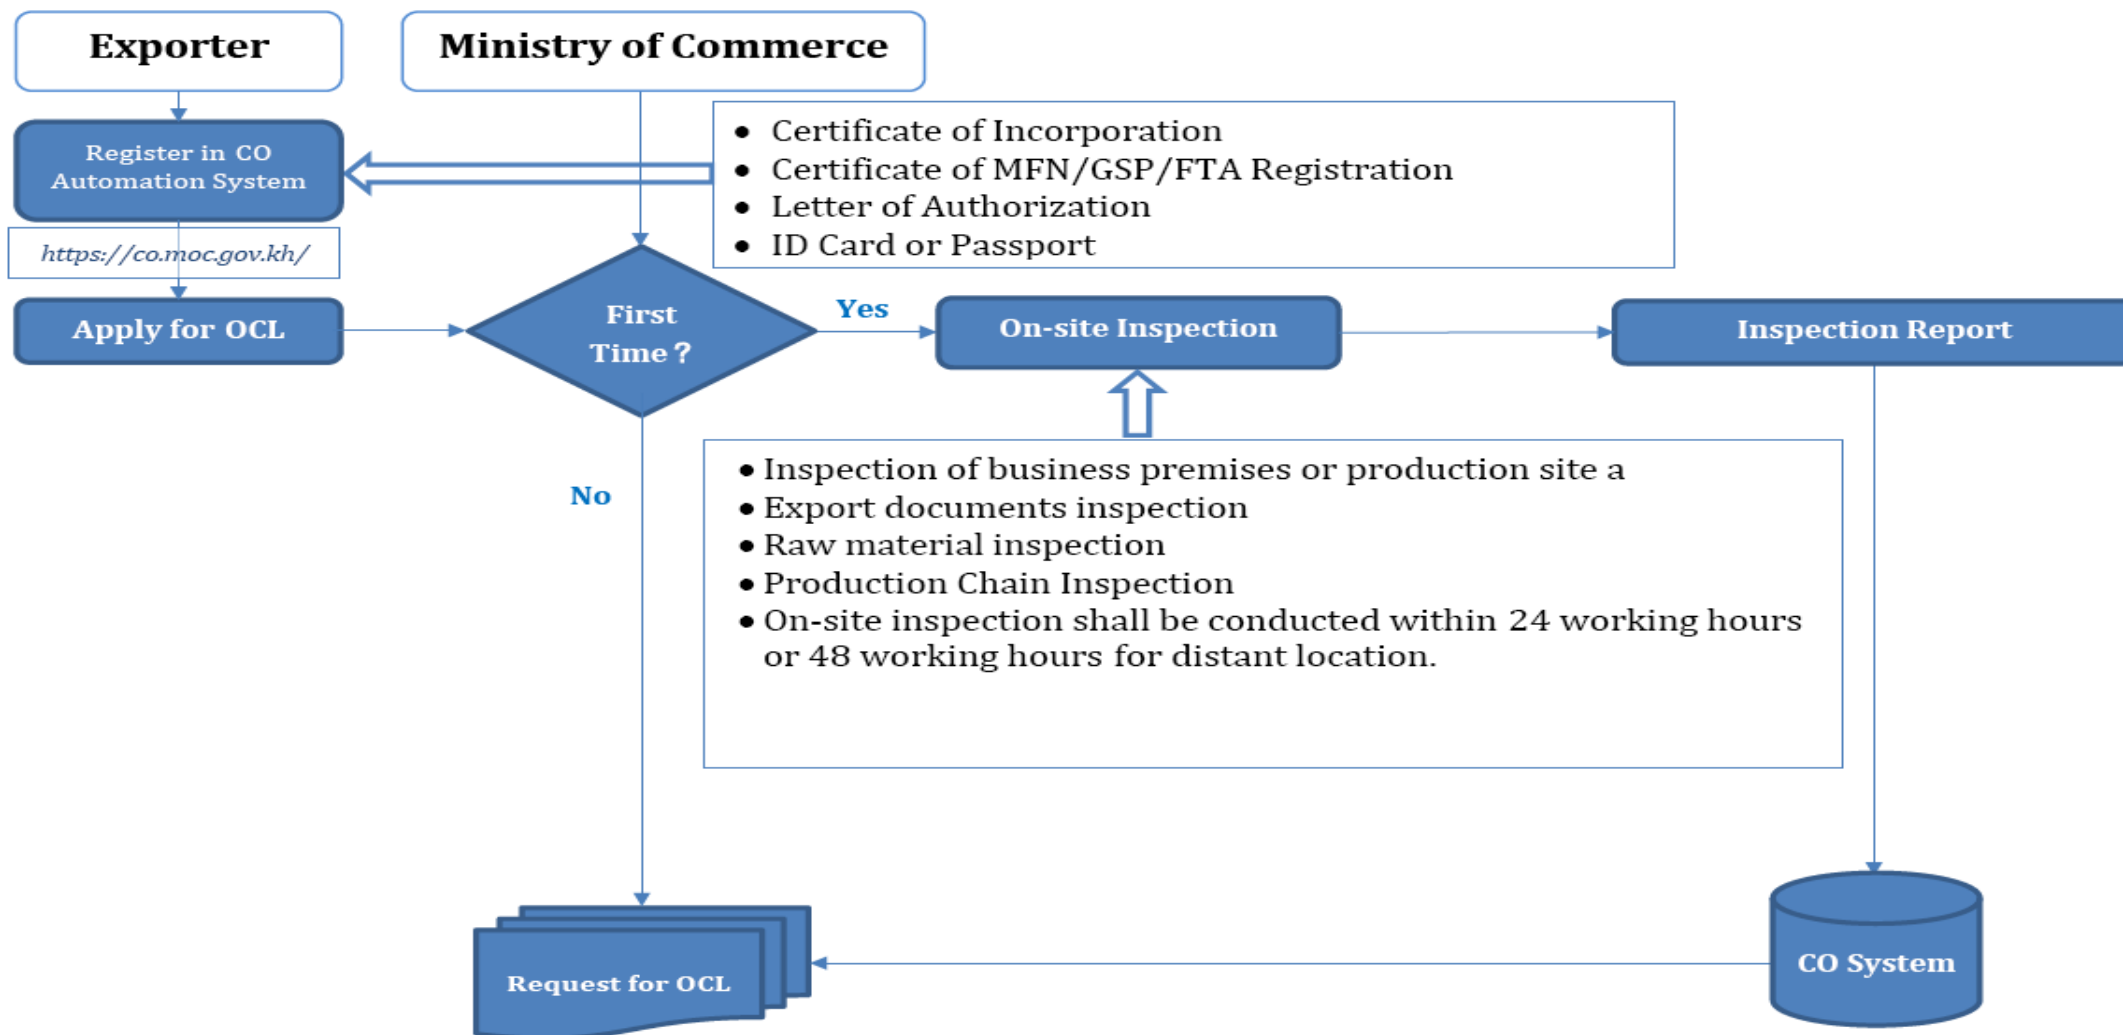 Exporter
Ministry of Commerce
Register in CO
Automation System
• Certificate of Incorporation
• Certificate of MFN/GSP/FTA Registration
• Letter of Authorization
• ID Card or Passport
https://co.moc.gov.kh/
Apply for OCL
First
Time?
Yes
On-site Inspection
Inspection Report
No
• Inspection of business premises or production site a
• Export documents inspection
• Raw material inspection
• Production Chain Inspection
• On-site inspection shall be conducted within 24 working hours
or 48 working hours for distant location.
Request for OCL
CO System